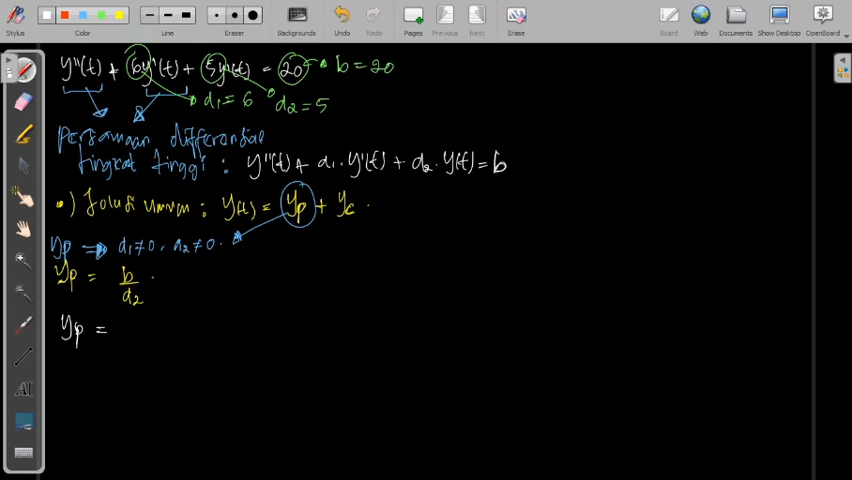 Style Color Line Eraser Backgrounds Undo Redo Pages Previous Next Erase Board Web Documents Show Desktop Background
y''(t) + 6y'(t) + 5y(t) = 20 → b = 20
a1 = 6 a2 = 5
persamaan differensial
tingkat tinggi : y''(t) + a1 · y'(t) + a2 · y(t) = b
•) Solusi umum : y(t) = yp + yc .
yp ⇒ a1 ≠ 0 , a2 ≠ 0 .
yp = b/a2 .
yp =